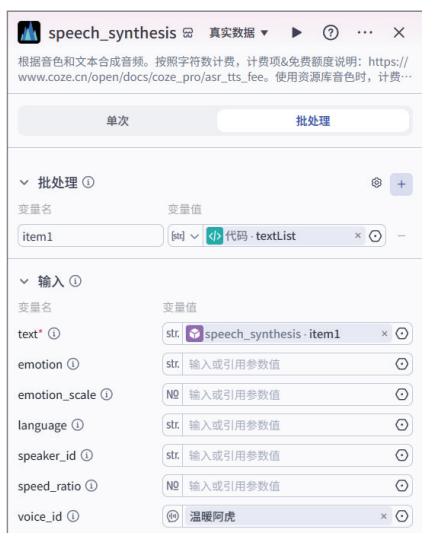 speech_synthesis 真实数据
根据音色和文本合成音频。按照字符数计费，计费项&免费额度说明：https://
www.coze.cn/open/docs/coze_pro/asr_tts_fee。使用资源库音色时，计费…
单次 批处理
批处理
变量名 变量值
item1 [str] 代码 · textList
输入
变量名 变量值
text* str. speech_synthesis · item1
emotion str. 输入或引用参数值
emotion_scale № 输入或引用参数值
language str. 输入或引用参数值
speaker_id str. 输入或引用参数值
speed_ratio № 输入或引用参数值
voice_id 温暖阿虎